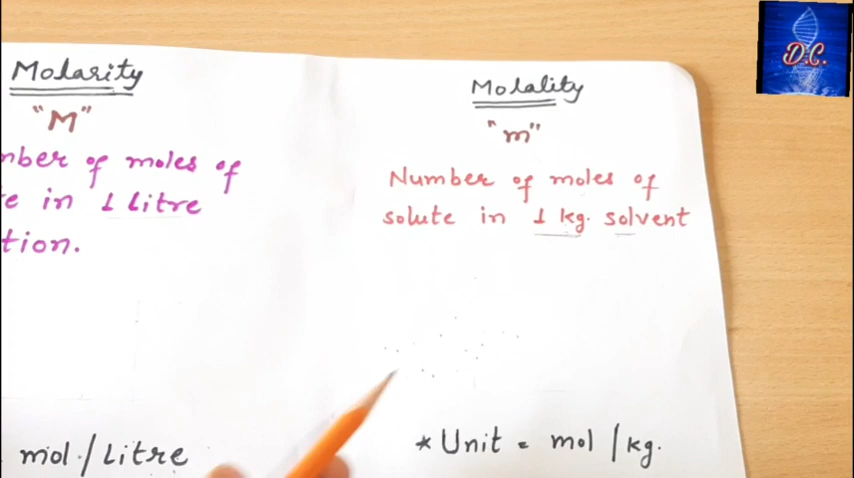 Molarity
"M"
mber of moles of
e in 1 Litre
tion.
mol/Litre
Molality
"m"
Number of moles of
solute in 1 kg. solvent
* Unit = mol/kg.
D.C.